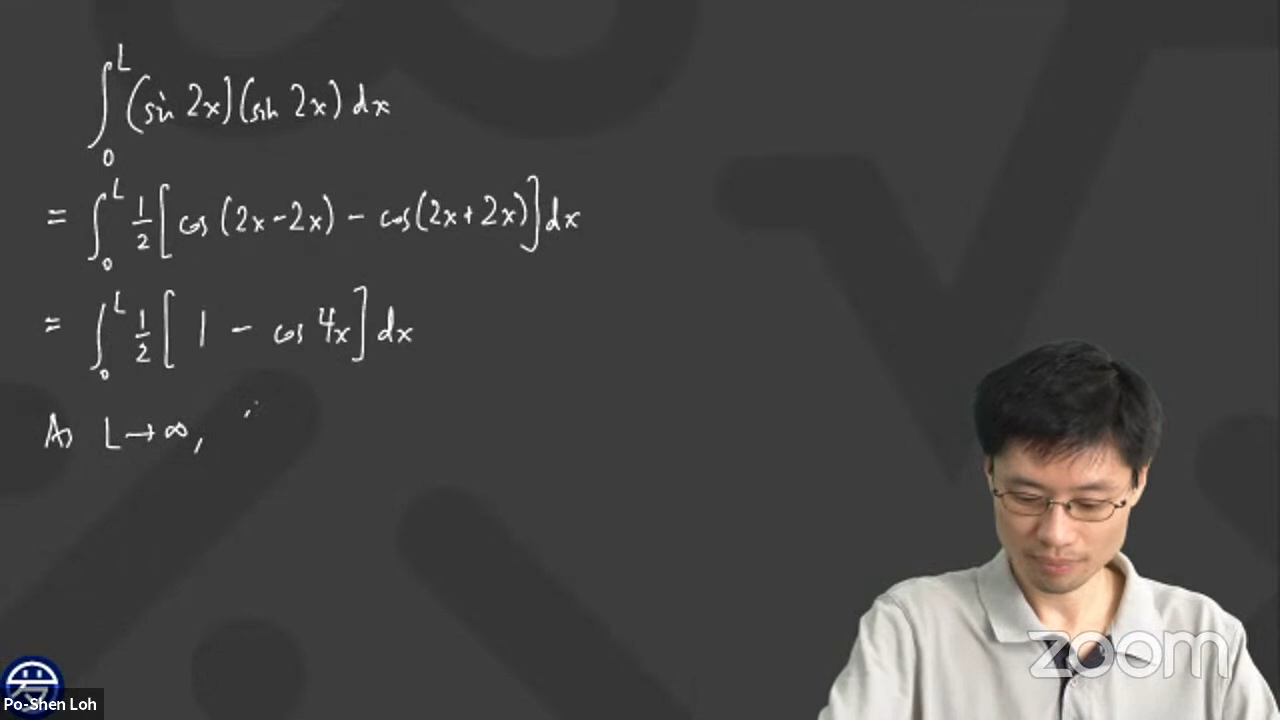 ∫₀ᴸ (sin 2x)(sin 2x) dx
= ∫₀ᴸ 1/2 [cos (2x-2x) - cos(2x+2x)] dx
= ∫₀ᴸ 1/2 [1 - cos 4x] dx
As L→∞,
zoom
Po-Shen Loh